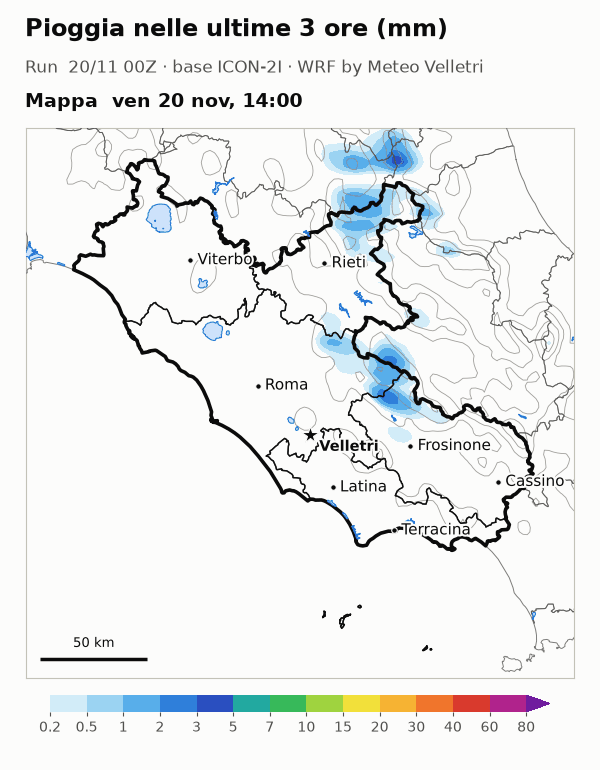 Pioggia nelle ultime 3 ore (mm)
Run 20/11 00Z · base ICON-2I · WRF by Meteo Velletri
Mappa ven 20 nov, 14:00
Viterbo
Rieti
Roma
Velletri
Frosinone
Latina
Cassino
Terracina
50 km
0.2 0.5 1 2 3 5 7 10 15 20 30 40 60 80